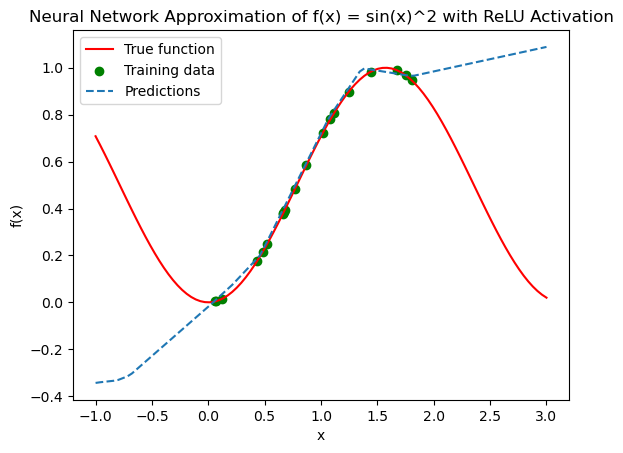 Neural Network Approximation of f(x) = sin(x)^2 with ReLU Activation
True function
Training data
Predictions
1.0
0.8
0.6
0.4
0.2
0.0
−0.2
−0.4
f(x)
−1.0 −0.5 0.0 0.5 1.0 1.5 2.0 2.5 3.0
x